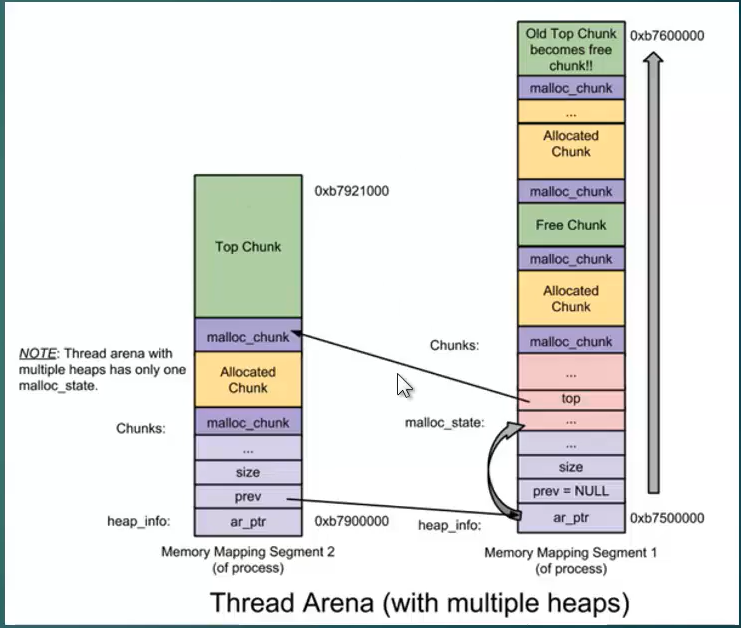 0xb7921000
Top Chunk
malloc_chunk
NOTE: Thread arena with
multiple heaps has only one
malloc_state.
Allocated
Chunk
Chunks:
malloc_chunk
...
size
prev
heap_info:
ar_ptr
0xb7900000
Memory Mapping Segment 2
(of process)
Old Top Chunk
becomes free
chunk!!
0xb7600000
malloc_chunk
...
Allocated
Chunk
malloc_chunk
Free Chunk
malloc_chunk
Allocated
Chunk
Chunks:
malloc_chunk
...
top
malloc_state:
...
...
size
prev = NULL
heap_info:
ar_ptr
0xb7500000
Memory Mapping Segment 1
(of process)
Thread Arena (with multiple heaps)